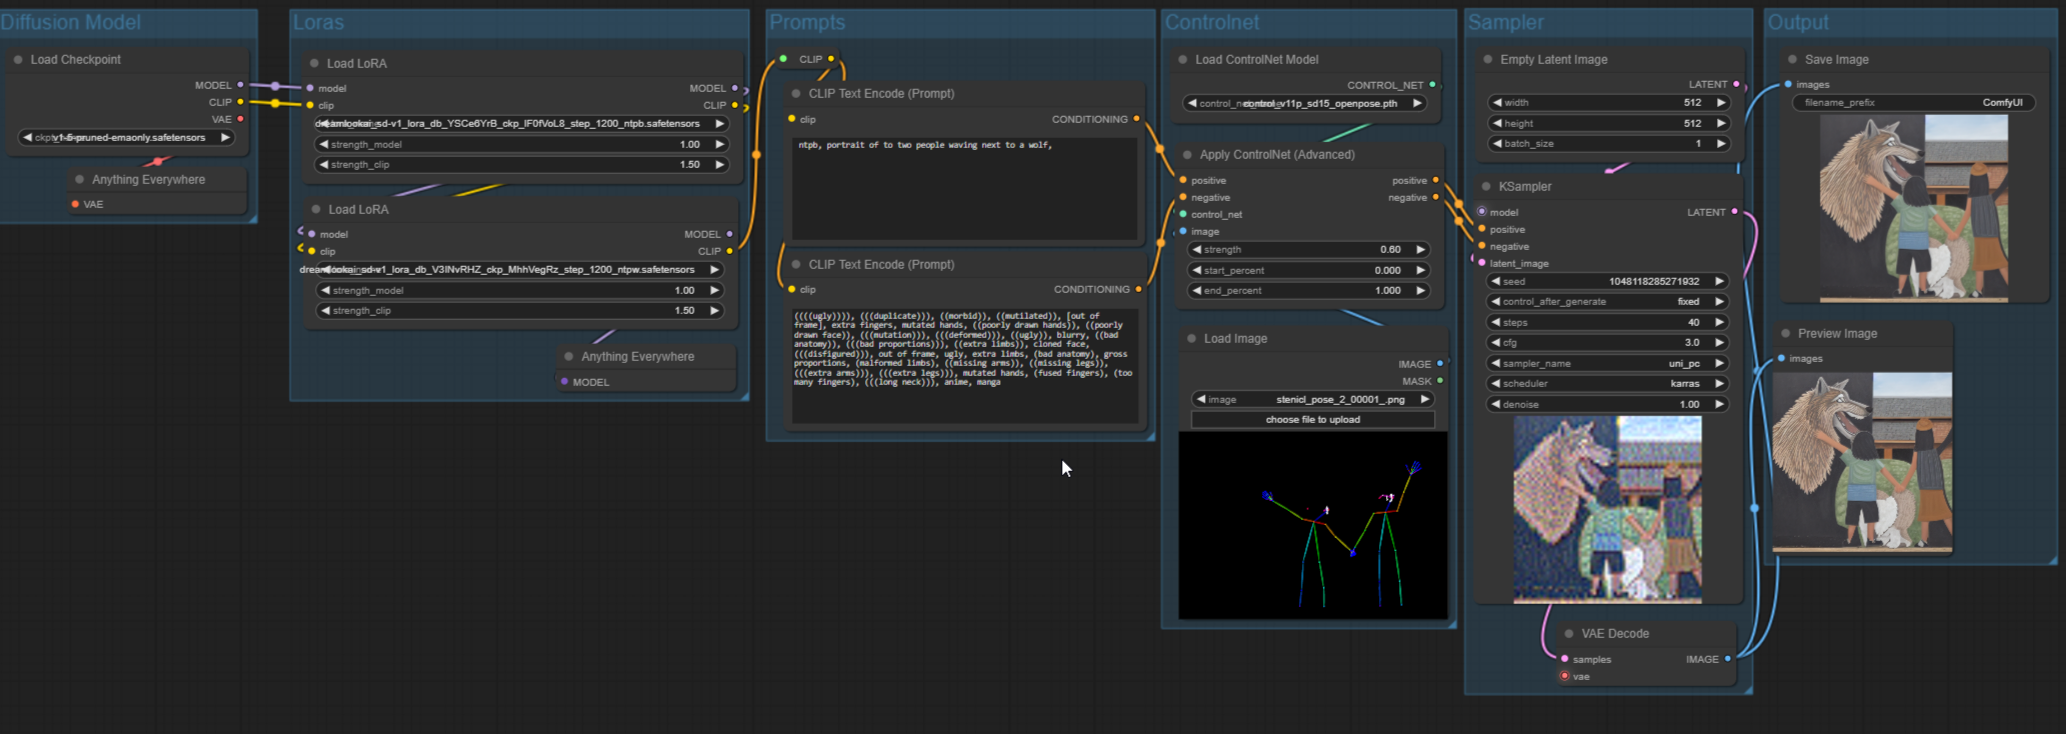 Diffusion Model
Load Checkpoint
MODEL
CLIP
VAE
v1-5-pruned-emaonly.safetensors
Anything Everywhere
VAE
Loras
Load LoRA
model
MODEL
clip
CLIP
sd-v1_lora_db_YSCe6YrB_ckp_IF0fVoL8_step_1200_ntpb.safetensors
strength_model 1.00
strength_clip 1.50
Load LoRA
model
MODEL
clip
CLIP
sd-v1_lora_db_V3INvRHZ_ckp_MhhVegRz_step_1200_ntpw.safetensors
strength_model 1.00
strength_clip 1.50
Anything Everywhere
MODEL
Prompts
CLIP
CLIP Text Encode (Prompt)
clip
CONDITIONING
ntpb, portrait of to two people waving next to a wolf,
CLIP Text Encode (Prompt)
clip
CONDITIONING
((((ugly)))), (((duplicate))), ((morbid)), ((mutilated)), [out of
frame], extra fingers, mutated hands, ((poorly drawn hands)), ((poorly
drawn face)), (((mutation))), (((deformed))), ((ugly)), blurry, ((bad
anatomy)), (((bad proportions))), ((extra limbs)), cloned face,
(((disfigured))), out of frame, ugly, extra limbs, (bad anatomy), gross
proportions, (malformed limbs), ((missing arms)), ((missing legs)),
(((extra arms))), (((extra legs))), mutated hands, (fused fingers), (too
many fingers), (((long neck))), anime, manga
Controlnet
Load ControlNet Model
CONTROL_NET
control_v11p_sd15_openpose.pth
Apply ControlNet (Advanced)
positive
positive
negative
negative
control_net
image
strength 0.60
start_percent 0.000
end_percent 1.000
Load Image
IMAGE
MASK
image stenicl_pose_2_00001_.png
choose file to upload
Sampler
Empty Latent Image
LATENT
width 512
height 512
batch_size 1
KSampler
model
LATENT
positive
negative
latent_image
seed 1048118285271932
control_after_generate fixed
steps 40
cfg 3.0
sampler_name uni_pc
scheduler karras
denoise 1.00
VAE Decode
samples
IMAGE
vae
Output
Save Image
images
filename_prefix ComfyUI
Preview Image
images